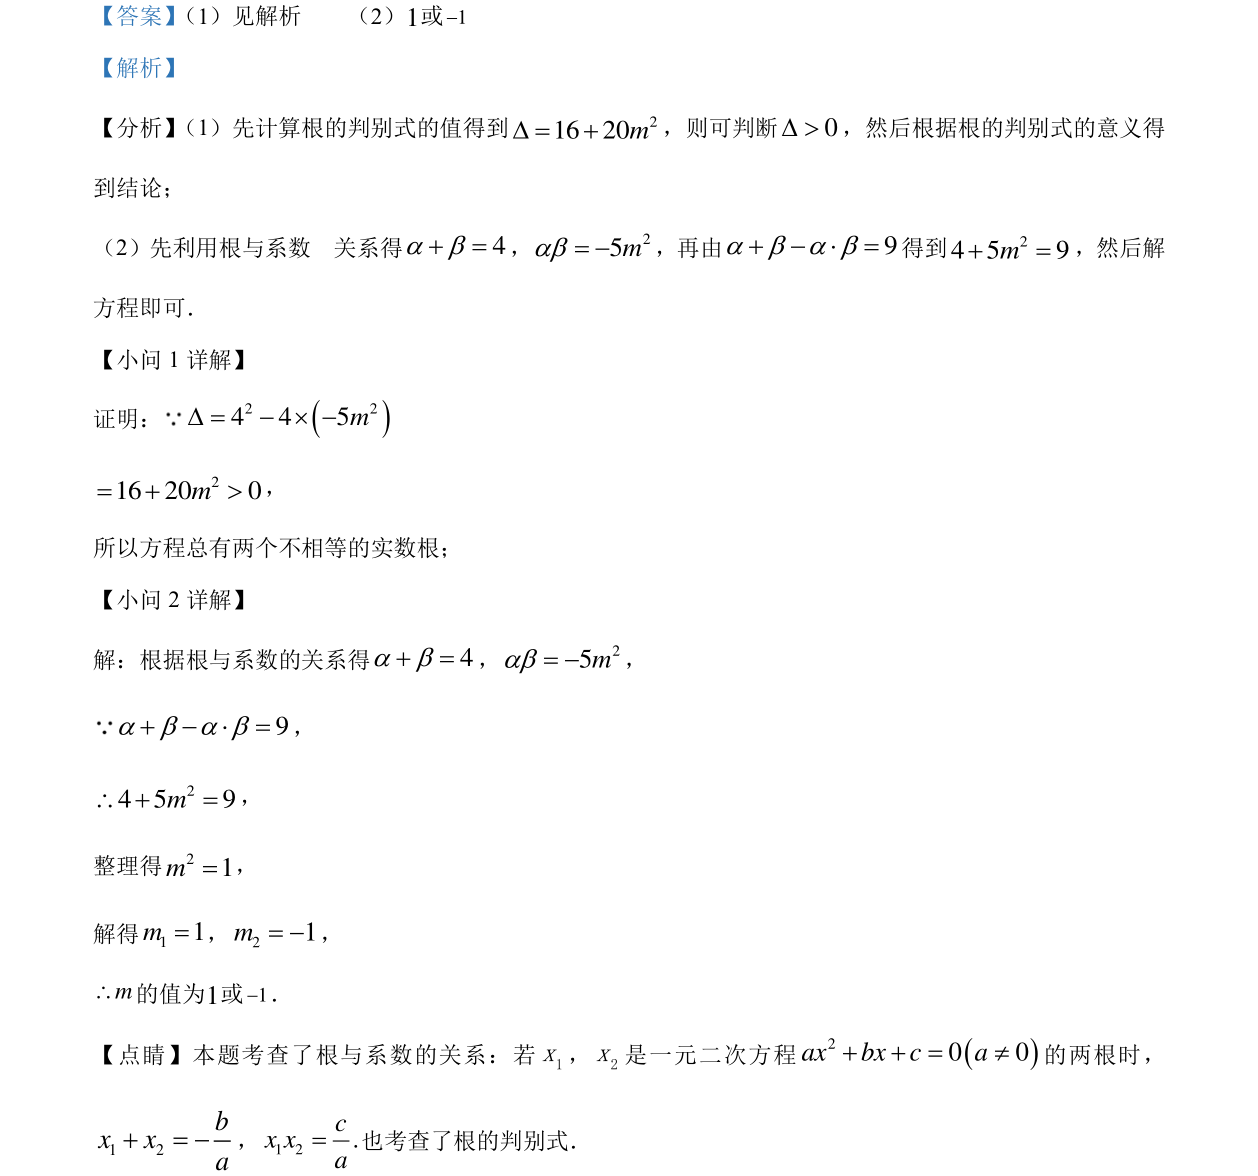 【答案】（1）见解析 （2）1或−1
【解析】
【分析】（1）先计算根的判别式的值得到Δ=16+20m²，则可判断Δ>0，然后根据根的判别式的意义得
到结论；
（2）先利用根与系数 关系得α+β=4，αβ=−5m²，再由α+β−α·β=9得到4+5m²=9，然后解
方程即可．
【小问 1 详解】
证明：∵Δ=4²−4×(−5m²)
=16+20m²>0，
所以方程总有两个不相等的实数根；
【小问 2 详解】
解：根据根与系数的关系得α+β=4，αβ=−5m²，
∵α+β−α·β=9，
∴4+5m²=9，
整理得m²=1，
解得m₁=1，m₂=−1，
∴m的值为1或−1．
【点睛】本题考查了根与系数的关系：若 x₁，x₂ 是一元二次方程ax²+bx+c=0(a≠0)的两根时，
x₁+x₂=−b/a，x₁x₂=c/a.也考查了根的判别式．